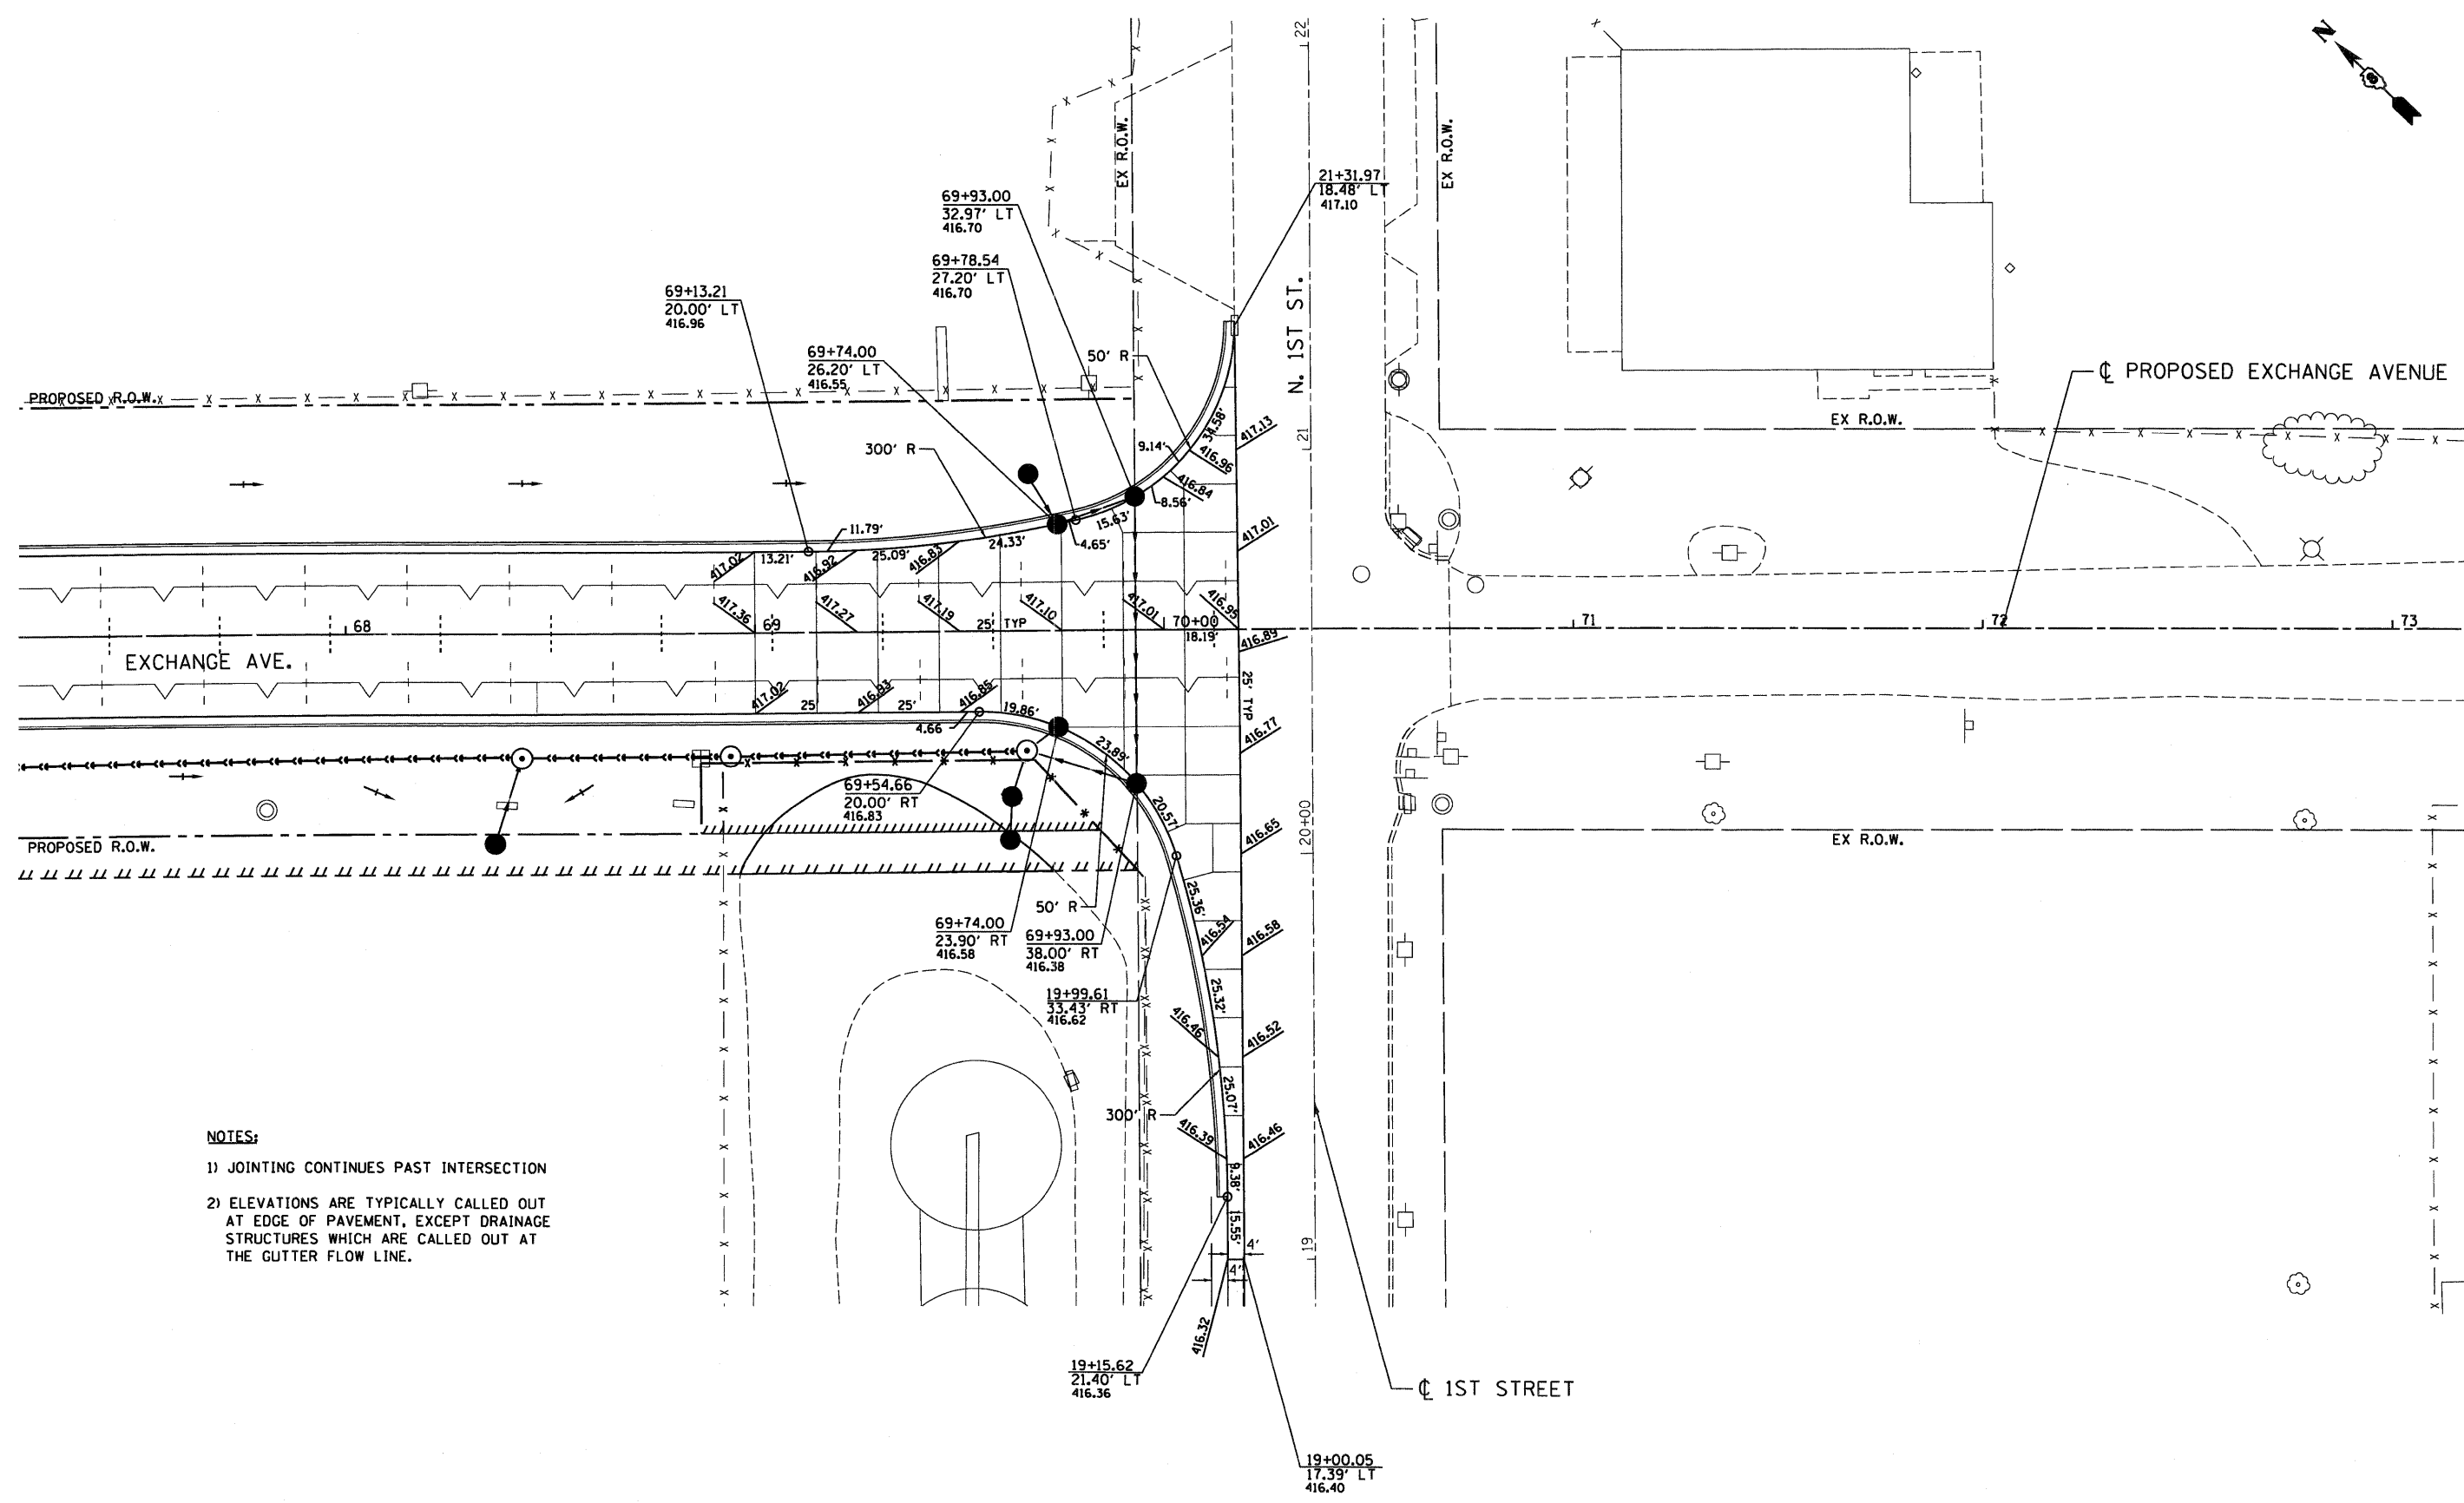 22
N
EX R.O.W.
EX R.O.W.
21+31.97
18.48' LT
417.10
69+93.00
32.97' LT
416.70
69+78.54
27.20' LT
416.70
69+13.21
20.00' LT
416.96
69+74.00
26.20' LT
416.55
50' R
N. 1ST ST.
℄ PROPOSED EXCHANGE AVENUE
PROPOSED R.O.W.
EX R.O.W.
34.58'
417.13
21
300' R
9.14'
416.96
416.84
8.56'
15.63'
417.01
11.79'
24.33'
4.65'
417.02
13.21'
416.92
25.09'
416.83
417.36
417.27
417.19
417.10
417.01
416.95
68
69
25' TYP
70+00
18.19'
416.89
71
72
73
EXCHANGE AVE.
417.02
25'
416.93
25'
416.85
19.86'
4.66
25' TYP
416.77
23.89'
69+54.66
20.00' RT
416.83
20.57'
20+00
416.65
PROPOSED R.O.W.
EX R.O.W.
50' R
25.36'
69+74.00
23.90' RT
416.58
69+93.00
38.00' RT
416.38
416.54
416.58
19+99.61
33.43' RT
416.62
25.32'
416.46
416.52
25.07'
300' R
416.39
416.46
NOTES:
1) JOINTING CONTINUES PAST INTERSECTION
2) ELEVATIONS ARE TYPICALLY CALLED OUT
AT EDGE OF PAVEMENT, EXCEPT DRAINAGE
STRUCTURES WHICH ARE CALLED OUT AT
THE GUTTER FLOW LINE.
9.38'
15.55'
4'
19
4'
416.32
19+15.62
21.40' LT
416.36
℄ 1ST STREET
19+00.05
17.39' LT
416.40